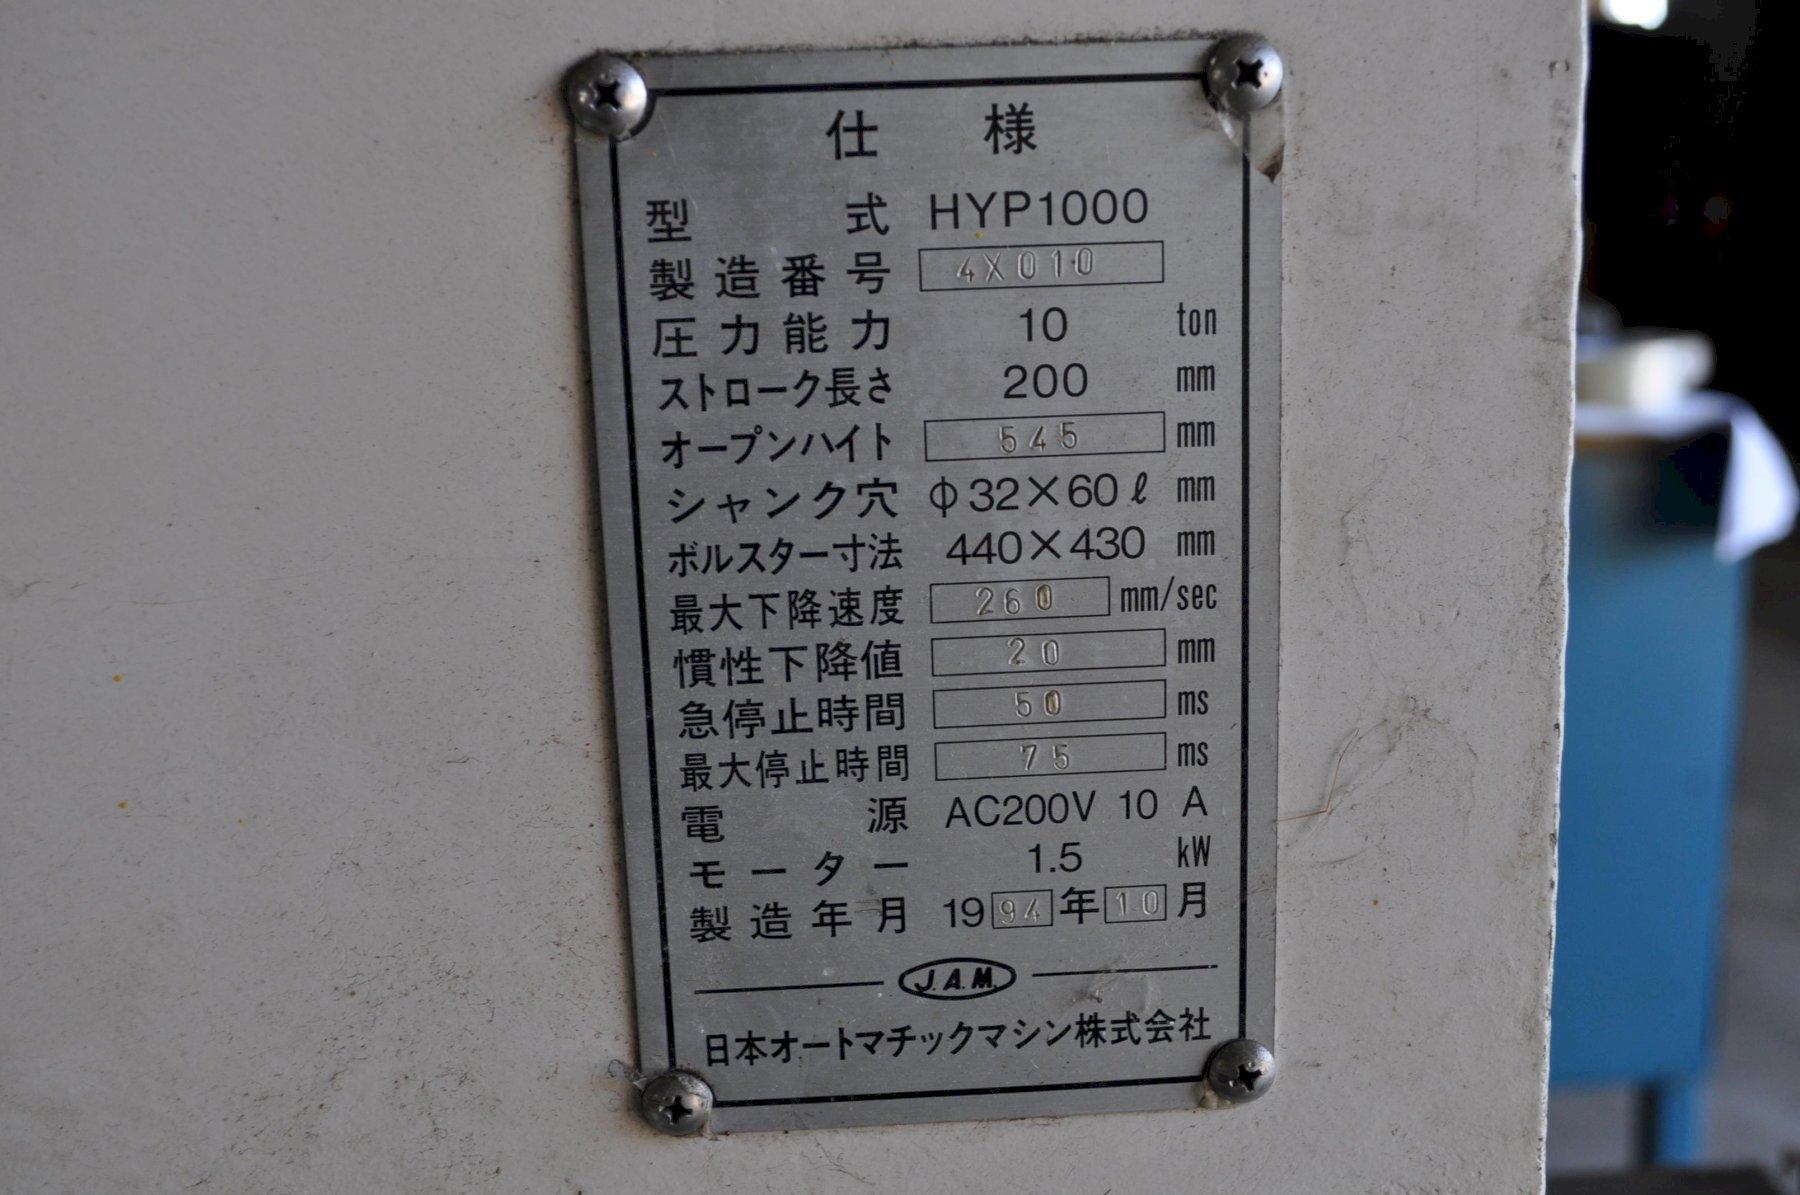 仕様
型式 HYP1000
製造番号 4X010
圧力能力 10 ton
ストローク長さ 200 mm
オープンハイト 545 mm
シャンク穴 φ32×60ℓ mm
ボルスター寸法 440×430 mm
最大下降速度 260 mm/sec
慣性下降値 20 mm
急停止時間 50 ms
最大停止時間 75 ms
電源 AC200V 10 A
モーター 1.5 kW
製造年月 1994年10月
J.A.M.
日本オートマチックマシン株式会社